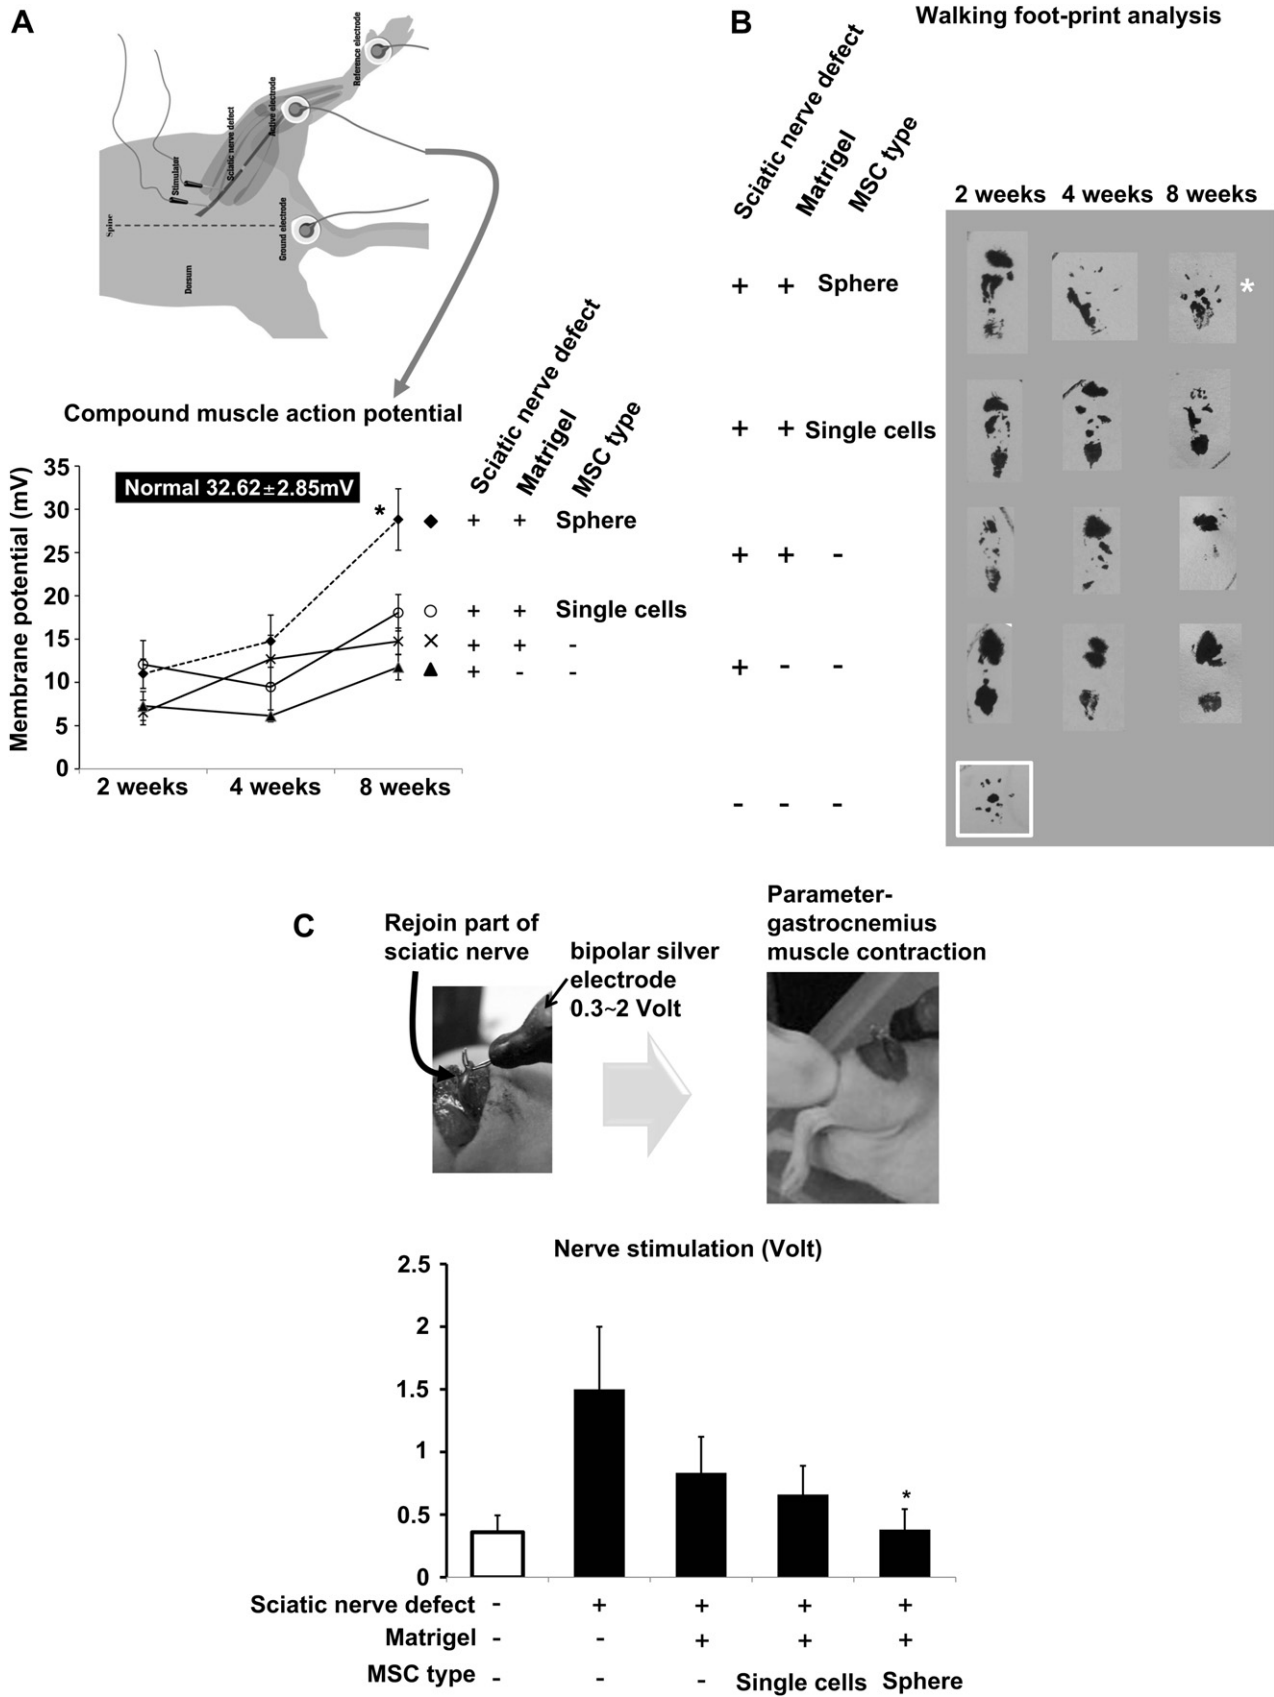 A
Reference electrode
Active electrode
Sciatic nerve defect
Stimulater
Spine
Ground electrode
Dorsum
Compound muscle action potential
Sciatic nerve defect
Matrigel
MSC type
Membrane potential (mV)
35
30
25
20
15
10
5
0
Normal 32.62±2.85mV
*
+ + Sphere
+ + Single cells
+ + -
+ - -
2 weeks 4 weeks 8 weeks
B
Walking foot-print analysis
Sciatic nerve defect
Matrigel
MSC type
2 weeks 4 weeks 8 weeks
+ + Sphere *
+ + Single cells
+ + -
+ - -
- - -
C
Rejoin part of
sciatic nerve
bipolar silver
electrode
0.3~2 Volt
Parameter-
gastrocnemius
muscle contraction
Nerve stimulation (Volt)
2.5
2
1.5
1
0.5
0
*
Sciatic nerve defect - + + + +
Matrigel - - + + +
MSC type - - - Single cells Sphere